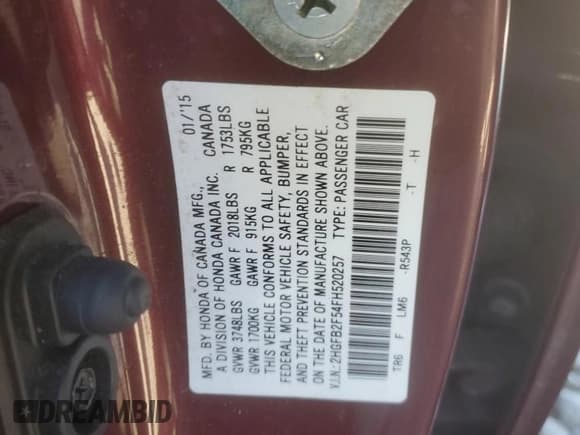 MFD. BY HONDA OF CANADA MFG., 01/'15
A DIVISION OF HONDA CANADA INC. CANADA
GVWR 3748LBS GAWR F 2018LBS R 1753LBS
GVWR 1700KG GAWR F 915KG R 795KG
THIS VEHICLE CONFORMS TO ALL APPLICABLE
FEDERAL MOTOR VEHICLE SAFETY, BUMPER,
AND THEFT PREVENTION STANDARDS IN EFFECT
ON THE DATE OF MANUFACTURE SHOWN ABOVE.
V.I.N.: 2HGFB2F54FH520257 TYPE: PASSENGER CAR
TR6 F LM6 -R543P -T -H
DREAMBID